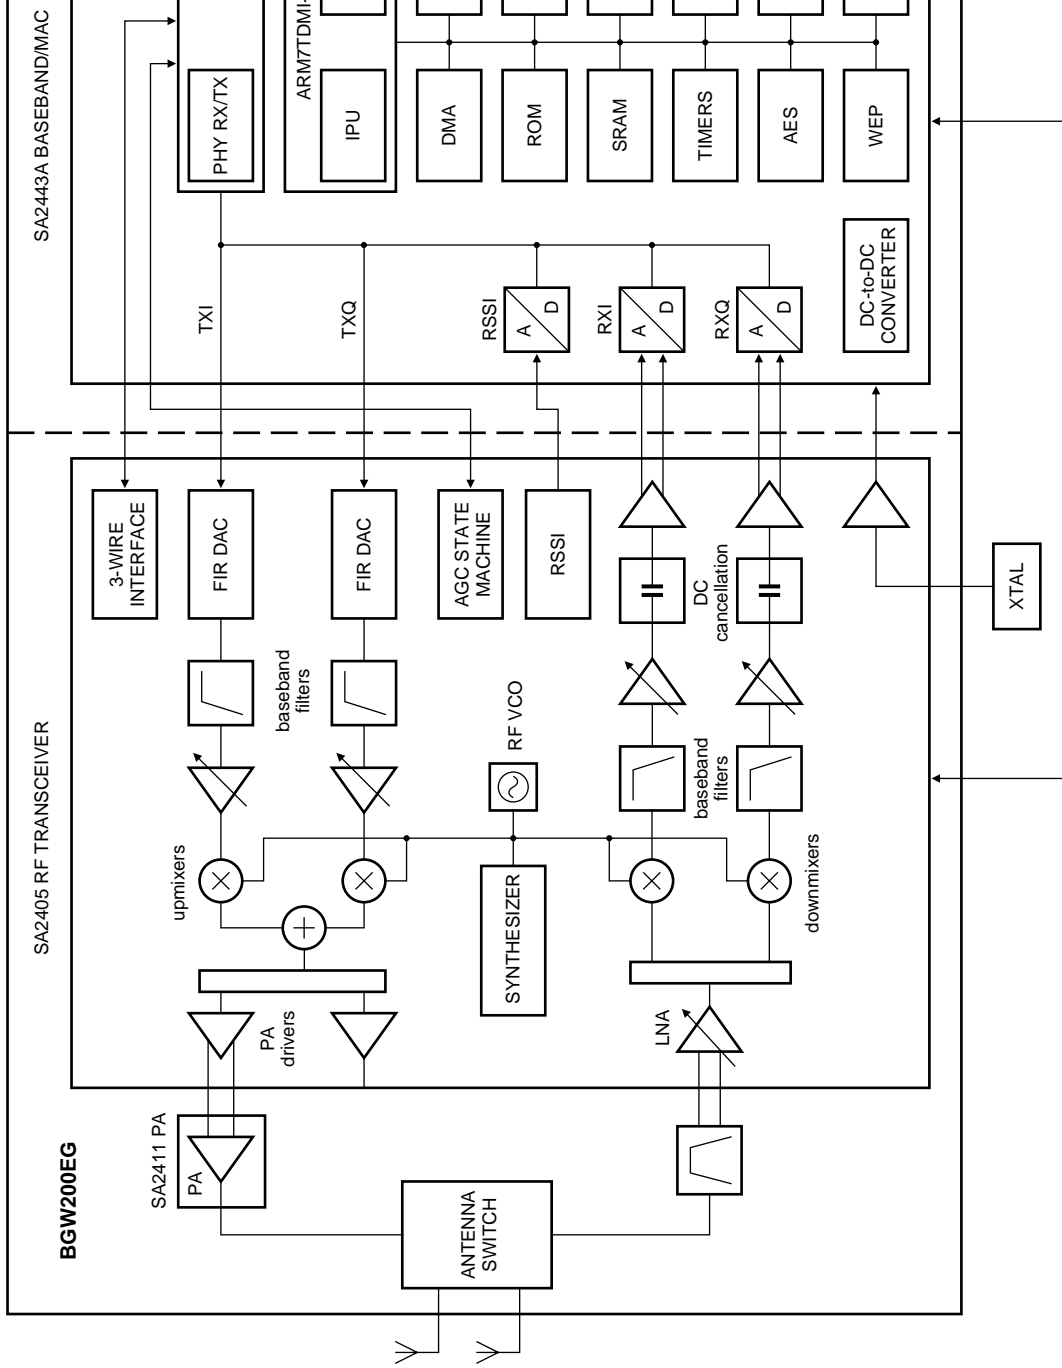 BGW200EG
SA2411 PA
PA
ANTENNA
SWITCH
SA2405 RF TRANSCEIVER
PA
drivers
upmixers
baseband
filters
FIR DAC
FIR DAC
3-WIRE
INTERFACE
AGC STATE
MACHINE
RSSI
SYNTHESIZER
RF VCO
LNA
downmixers
baseband
filters
DC
cancellation
XTAL
SA2443A BASEBAND/MAC
TXI
TXQ
RSSI
A
D
RXI
A
D
RXQ
A
D
DC-to-DC
CONVERTER
PHY RX/TX
ARM7TDMI-
IPU
DMA
ROM
SRAM
TIMERS
AES
WEP